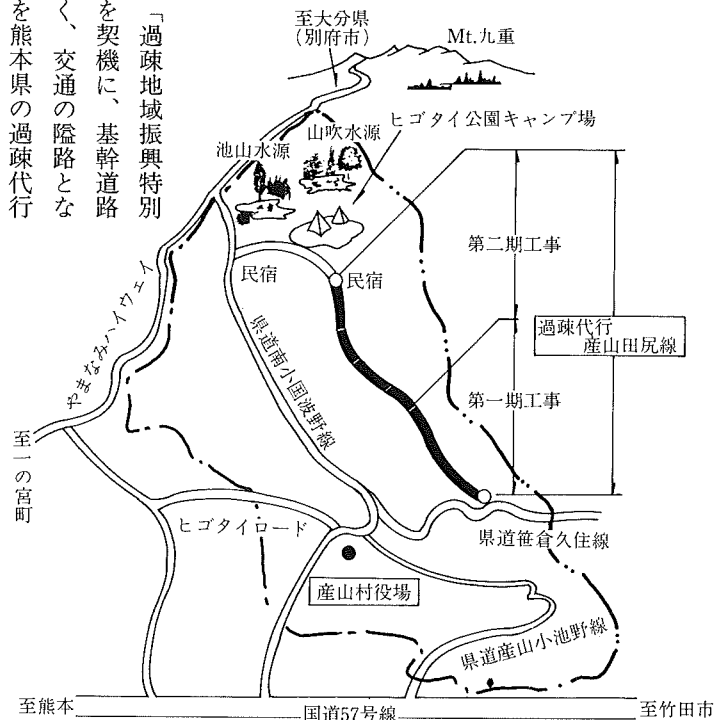 「過疎地域振興特別
を契機に、基幹道路
く、交通の隘路とな
を熊本県の過疎代行
至大分県
(別府市)
Mt.九重
ヒゴタイ公園キャンプ場
山吹水源
池山水源
第二期工事
民宿
民宿
過疎代行
産山田尻線
やまなみハイウェイ
県道南小国波野線
第一期工事
至一の宮町
ヒゴタイロード
県道笹倉久住線
産山村役場
県道産山小池野線
至熊本
国道57号線
至竹田市